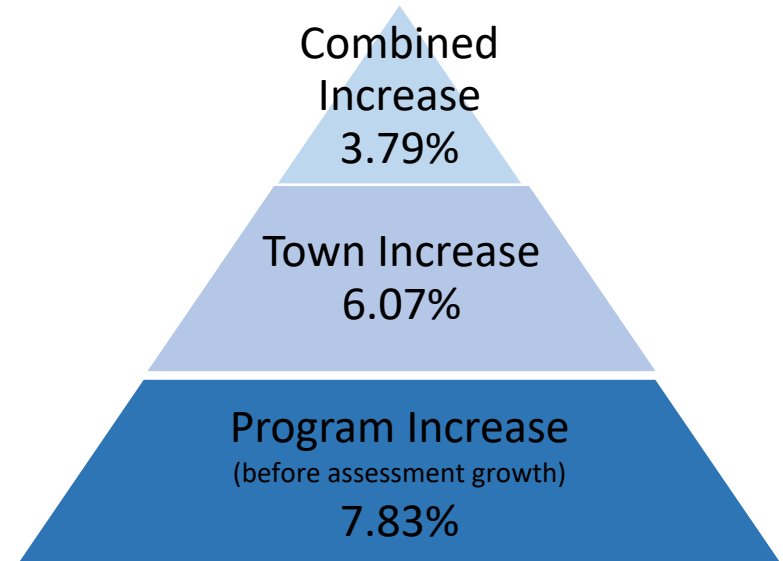 Combined
Increase
3.79%
Town Increase
6.07%
Program Increase
(before assessment growth)
7.83%